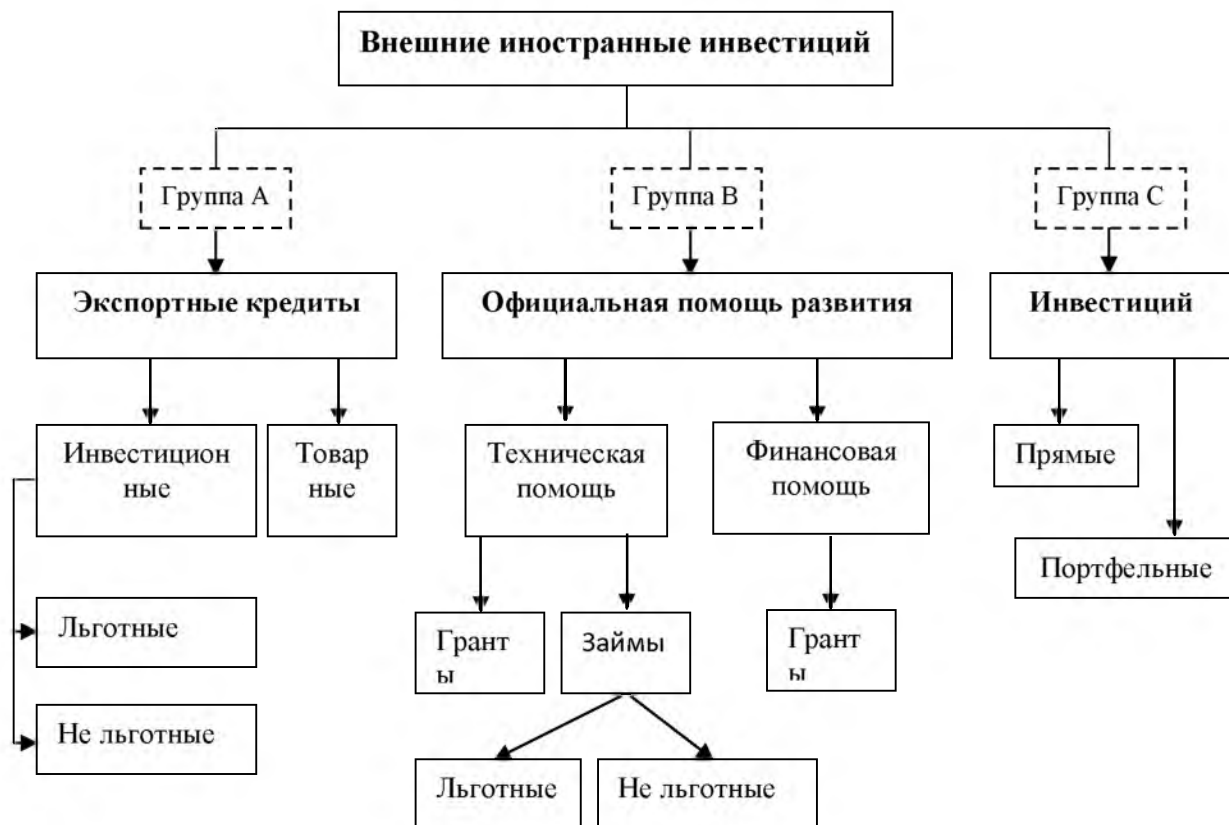 Внешние иностранные инвестиций
Группа А
Группа В
Группа С
Экспортные кредиты
Официальная помощь развития
Инвестиций
Инвестицион
ные
Товар
ные
Техническая
помощь
Финансовая
помощь
Прямые
Портфельные
Льготные
Не льготные
Грант
ы
Займы
Грант
ы
Льготные
Не льготные